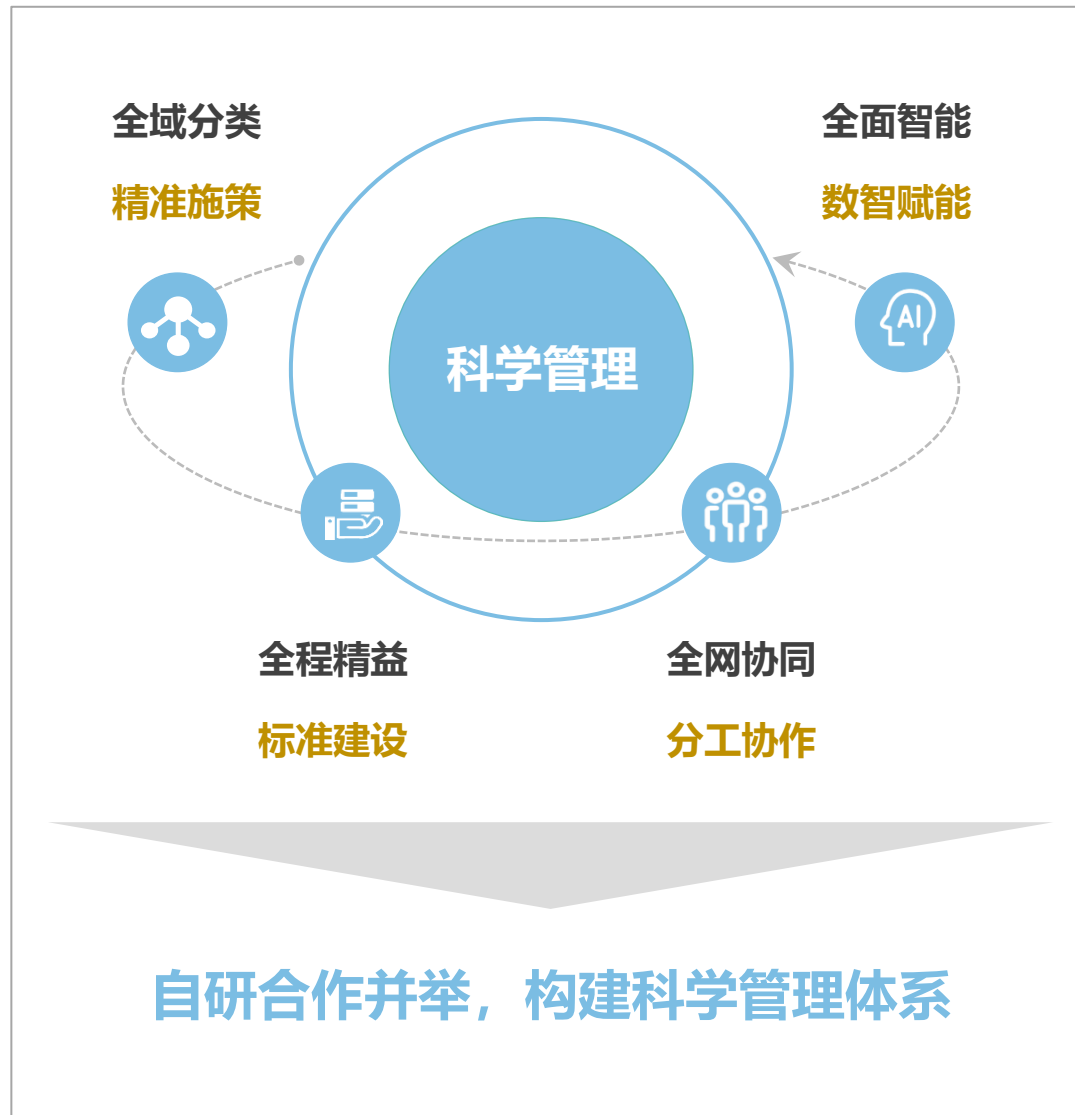 全域分类
精准施策
全面智能
数智赋能
科学管理
AI
全程精益
标准建设
全网协同
分工协作
自研合作并举，构建科学管理体系